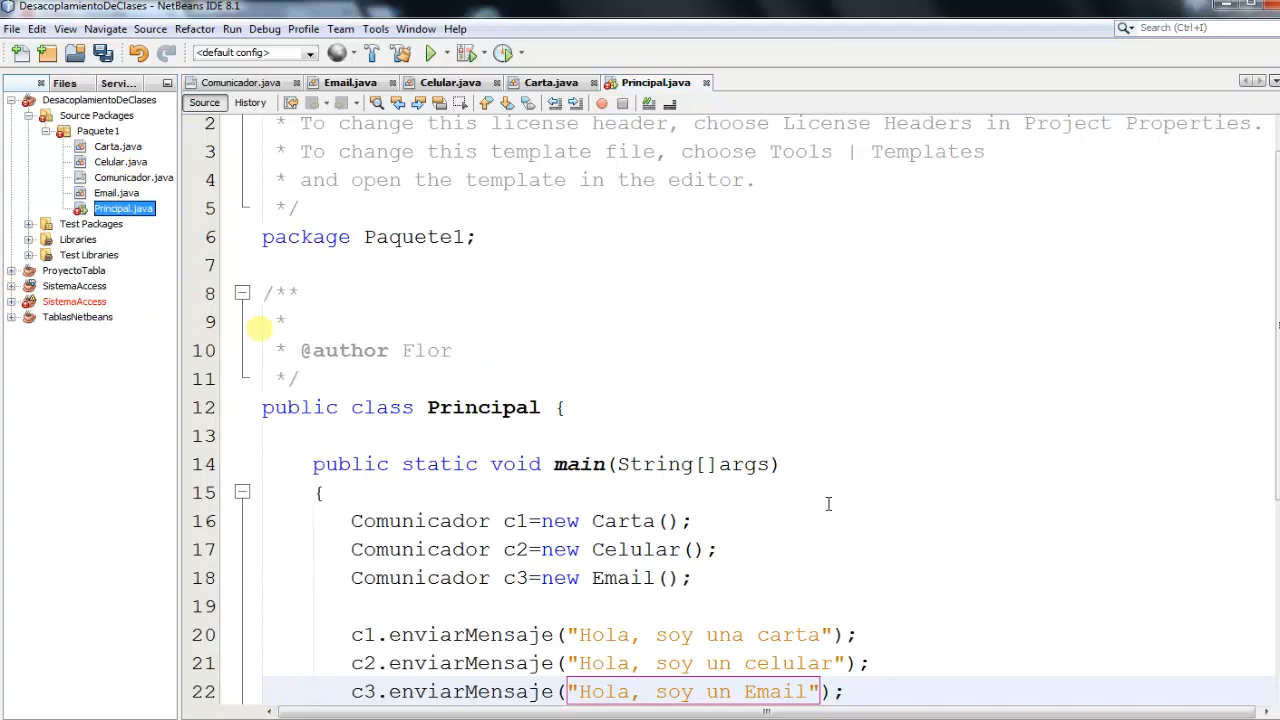 DesacoplamientoDeClases - NetBeans IDE 8.1
File Edit View Navigate Source Refactor Run Debug Profile Team Tools Window Help
Search (Ctrl+I)
<default config>
Files Servi...
Comunicador.java Email.java Celular.java Carta.java Principal.java
Source History
DesacoplamientoDeClases
Source Packages
Paquete1
Carta.java
Celular.java
Comunicador.java
Email.java
Principal.java
Test Packages
Libraries
Test Libraries
ProyectoTabla
SistemaAccess
SistemaAccess
TablasNetbeans
2 * To change this license header, choose License Headers in Project Properties.
3 * To change this template file, choose Tools | Templates
4 * and open the template in the editor.
5 */
6 package Paquete1;
7
8 /**
9 *
10 * @author Flor
11 */
12 public class Principal {
13
14 public static void main(String[]args)
15 {
16 Comunicador c1=new Carta();
17 Comunicador c2=new Celular();
18 Comunicador c3=new Email();
19
20 c1.enviarMensaje("Hola, soy una carta");
21 c2.enviarMensaje("Hola, soy un celular");
22 c3.enviarMensaje("Hola, soy un Email");